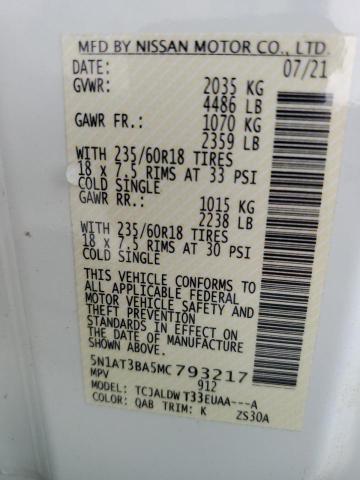 MFD BY NISSAN MOTOR CO., LTD.
DATE: 07/21
GVWR: 2035 KG
4486 LB
GAWR FR.: 1070 KG
2359 LB
WITH 235/60R18 TIRES
18 x 7.5 RIMS AT 33 PSI
COLD SINGLE
GAWR RR.: 1015 KG
2238 LB
WITH 235/60R18 TIRES
18 x 7.5 RIMS AT 30 PSI
COLD SINGLE
THIS VEHICLE CONFORMS TO
ALL APPLICABLE FEDERAL
MOTOR VEHICLE SAFETY AND
THEFT PREVENTION
STANDARDS IN EFFECT ON
THE DATE OF MANUFACTURE
SHOWN ABOVE.
5N1AT3BA5MC793217
MPV 912
MODEL: TCJALDWT33EUAA---A
COLOR: QAB TRIM: K ZS30A